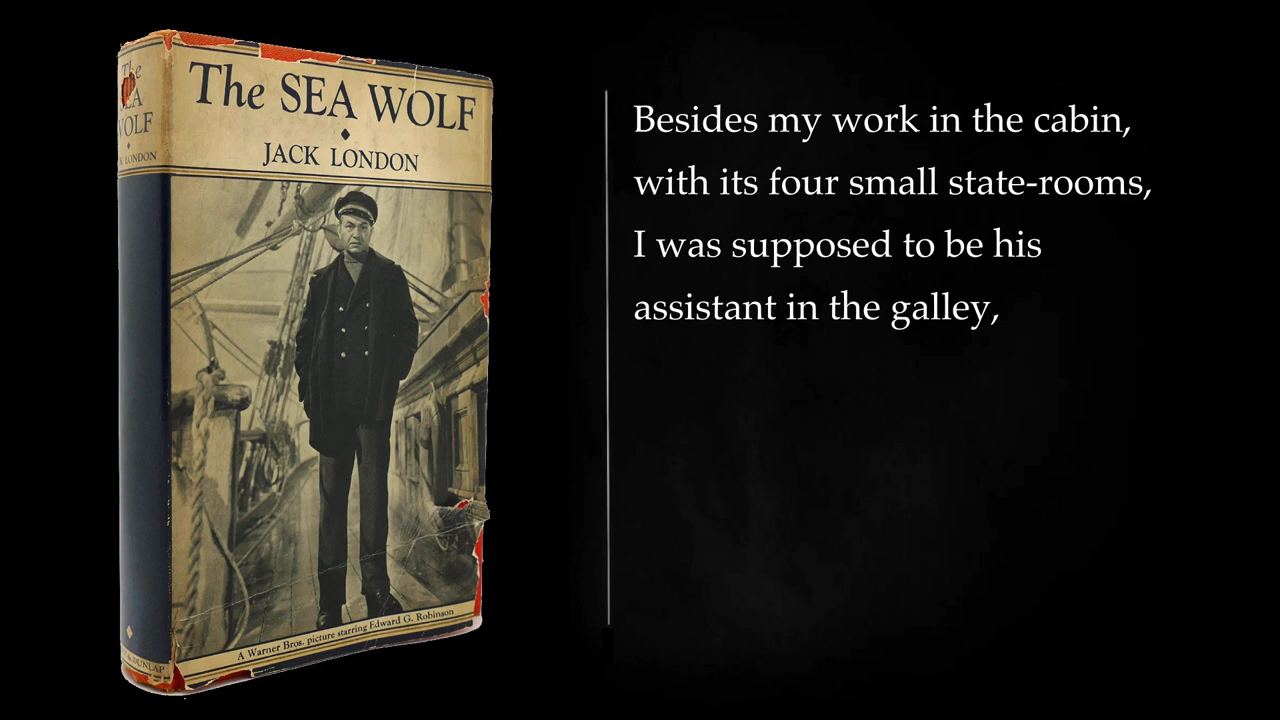 The
SEA
WOLF
LONDON
DUNLAP
The SEA WOLF
JACK LONDON
A Warner Bros. picture starring Edward G. Robinson
Besides my work in the cabin,
with its four small state-rooms,
I was supposed to be his
assistant in the galley,